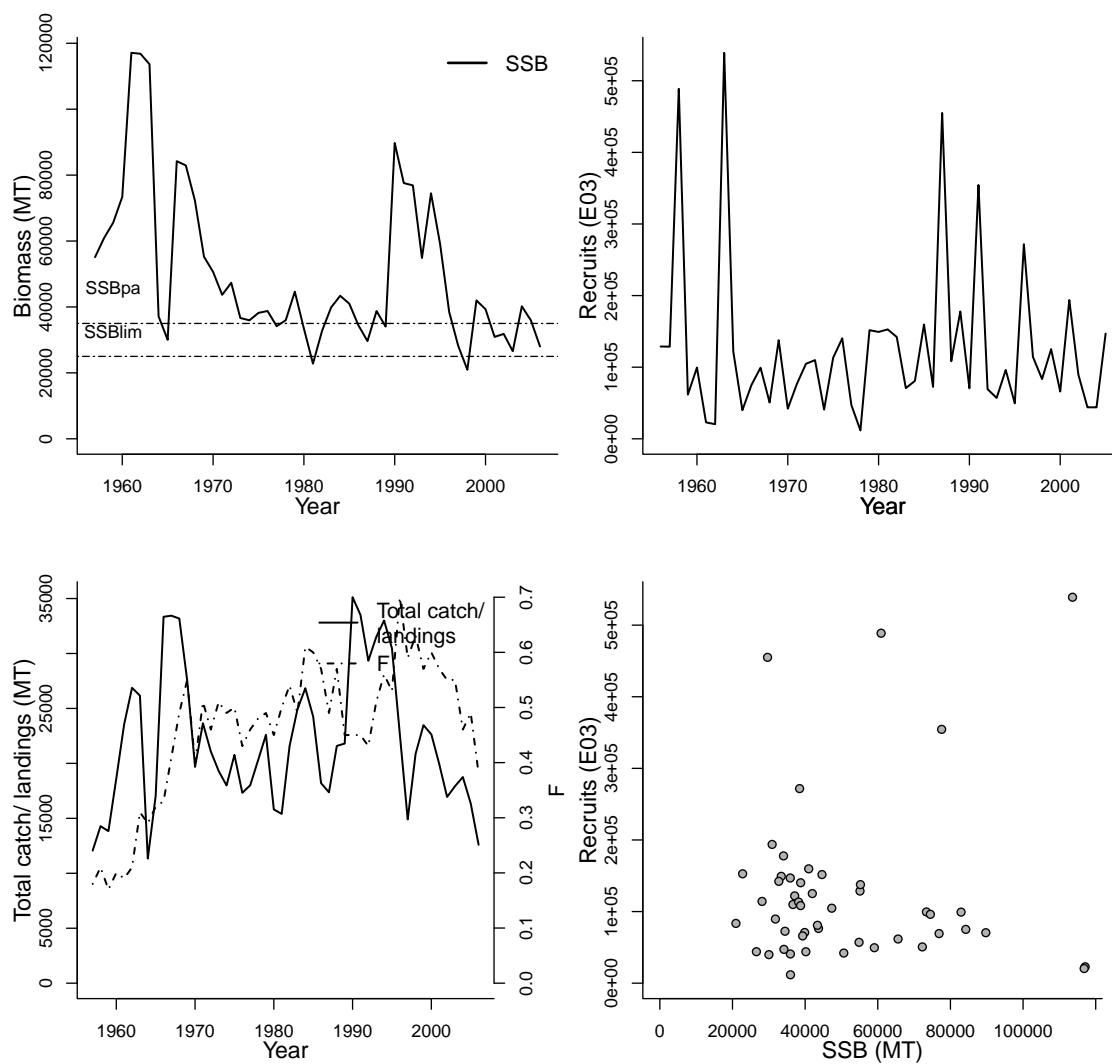 120000
80000
60000
40000
20000
0
Biomass (MT)
SSB
SSBpa
SSBlim
1960
1970
1980
1990
2000
Year
5e+05
3e+05
2e+05
1e+05
0e+00
Recruits (E03)
1960
1970
1980
1990
2000
Year
35000
25000
15000
5000
0
Total catch/ landings (MT)
Total catch/
landings
F
0.7
0.6
0.5
0.4
0.3
0.2
0.0
F
1960
1970
1980
1990
2000
Year
5e+05
4e+05
3e+05
2e+05
1e+05
0e+00
Recruits (E03)
0
20000
40000
60000
80000
100000
SSB (MT)